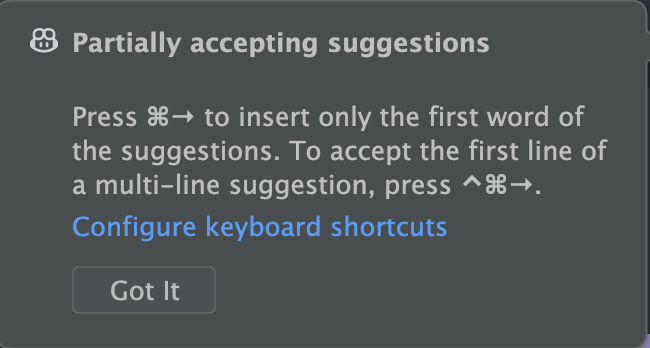 Partially accepting suggestions
Press ⌘→ to insert only the first word of
the suggestions. To accept the first line of
a multi-line suggestion, press ^⌘→.
Configure keyboard shortcuts
Got It